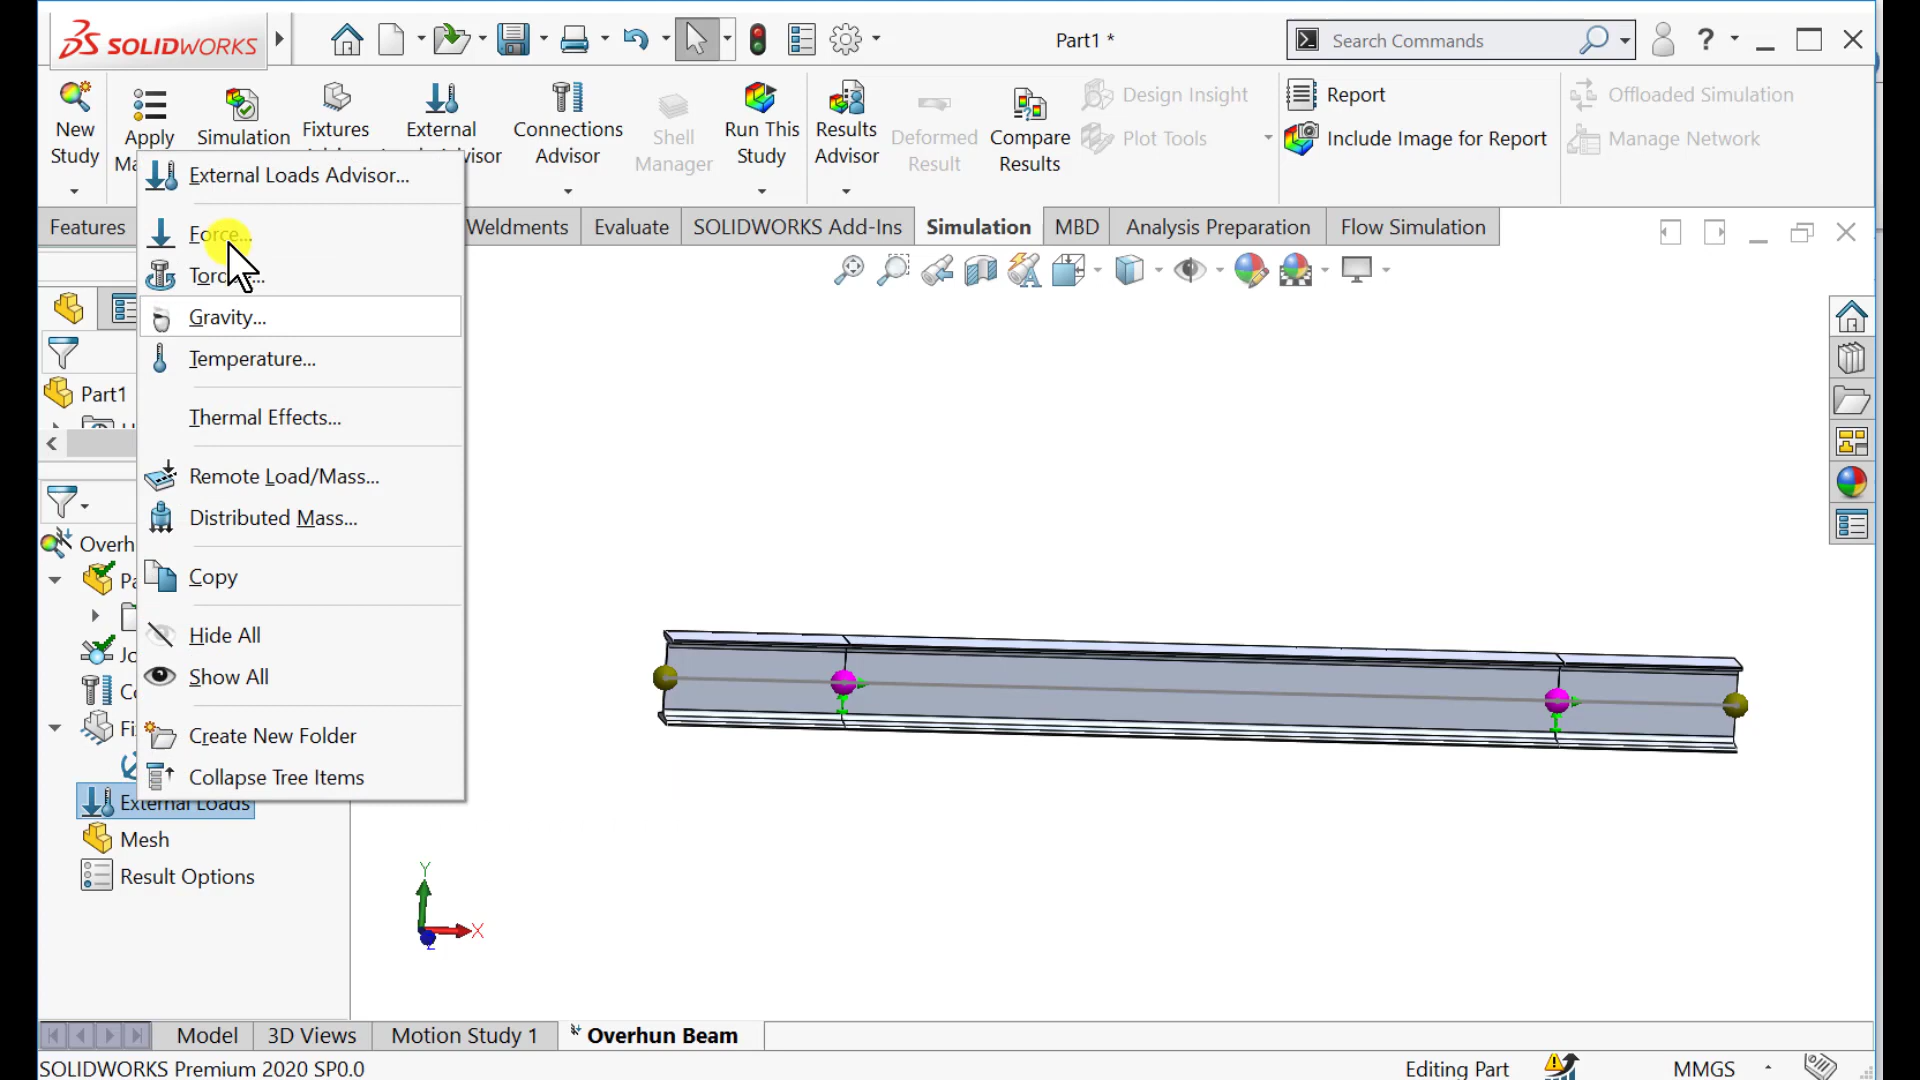 SOLIDWORKS
Part1 *
Search Commands
?
New Study
Apply
Simulation
Fixtures
External
Connections Advisor
Shell Manager
Run This Study
Results Advisor
Deformed Result
Compare Results
Design Insight
Plot Tools
Report
Include Image for Report
Offloaded Simulation
Manage Network
Features
Weldments
Evaluate
SOLIDWORKS Add-Ins
Simulation
MBD
Analysis Preparation
Flow Simulation
External Loads Advisor...
Force...
Gravity...
Temperature...
Thermal Effects...
Remote Load/Mass...
Distributed Mass...
Copy
Hide All
Show All
Create New Folder
Collapse Tree Items
Part1
Overh
External Loads
Mesh
Result Options
Y
X
Z
Model
3D Views
Motion Study 1
Overhun Beam
SOLIDWORKS Premium 2020 SP0.0
Editing Part
MMGS